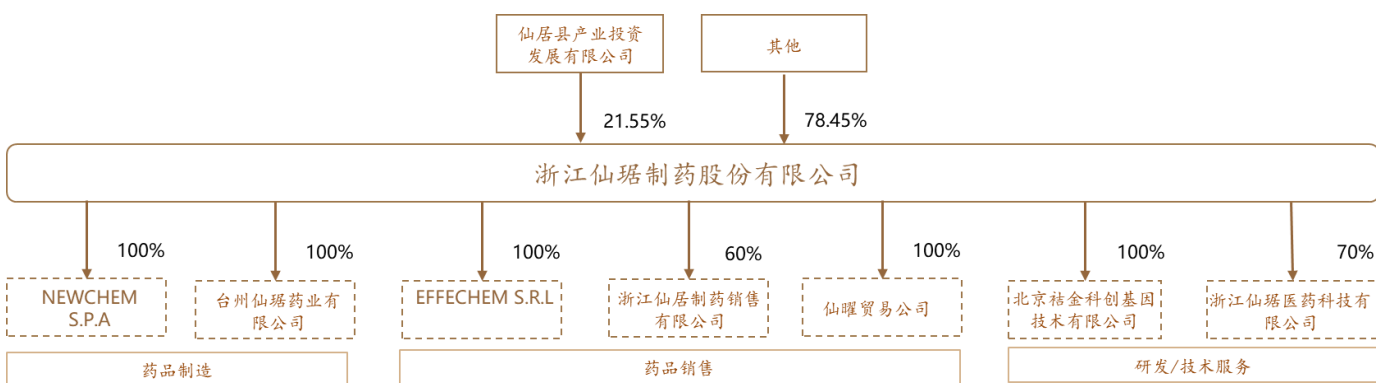 仙居县产业投资
发展有限公司
其他
21.55%
78.45%
浙江仙琚制药股份有限公司
100%
100%
100%
60%
100%
100%
70%
NEWCHEM
S.P.A
台州仙琚药业有
限公司
EFFECHEM S.R.L
浙江仙居制药销售
有限公司
仙曜贸易公司
北京祜金科创基因
技术有限公司
浙江仙琚医药科技有
限公司
药品制造
药品销售
研发/技术服务